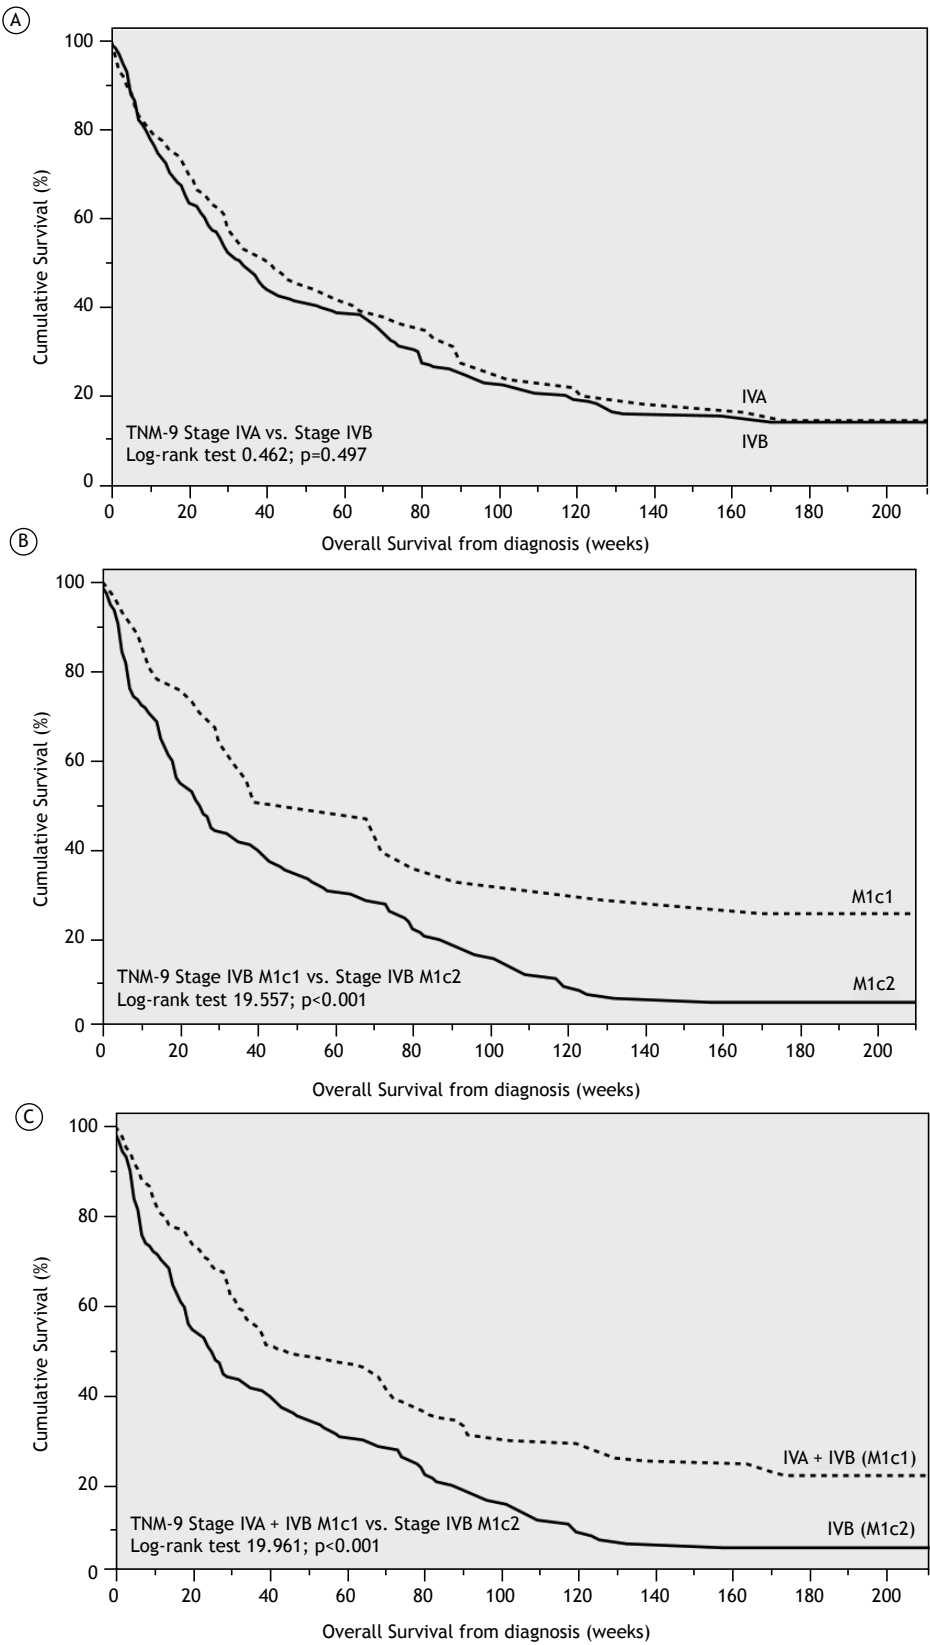 A
100
80
60
40
20
0
Cumulative Survival (%)
IVA
IVB
TNM-9 Stage IVA vs. Stage IVB
Log-rank test 0.462; p=0.497
0 20 40 60 80 100 120 140 160 180 200
Overall Survival from diagnosis (weeks)
B
100
80
60
40
20
0
Cumulative Survival (%)
M1c1
M1c2
TNM-9 Stage IVB M1c1 vs. Stage IVB M1c2
Log-rank test 19.557; p<0.001
0 20 40 60 80 100 120 140 160 180 200
Overall Survival from diagnosis (weeks)
C
100
80
60
40
20
0
Cumulative Survival (%)
IVA + IVB (M1c1)
IVB (M1c2)
TNM-9 Stage IVA + IVB M1c1 vs. Stage IVB M1c2
Log-rank test 19.961; p<0.001
0 20 40 60 80 100 120 140 160 180 200
Overall Survival from diagnosis (weeks)